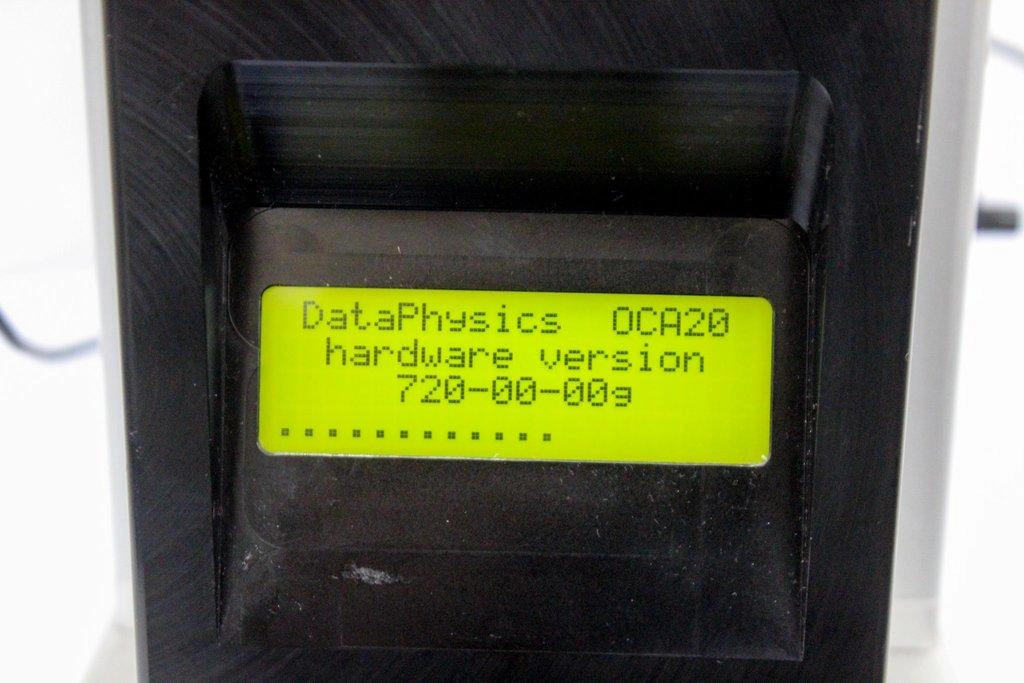 DataPhysics OCA20
hardware version
720-00-00g
............